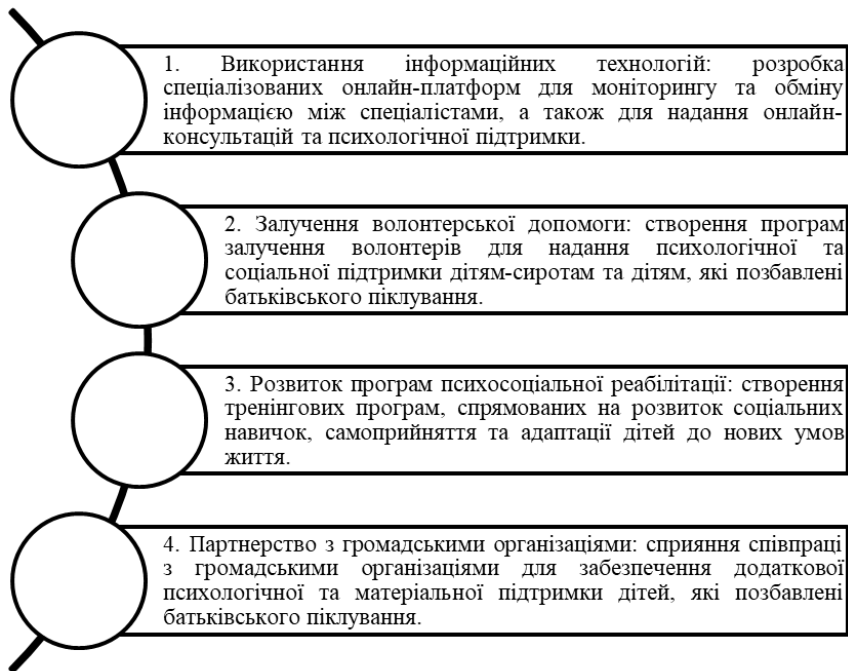 1. Використання інформаційних технологій: розробка
спеціалізованих онлайн-платформ для моніторингу та обміну
інформацією між спеціалістами, а також для надання онлайн-
консультацій та психологічної підтримки.
2. Залучення волонтерської допомоги: створення програм
залучення волонтерів для надання психологічної та
соціальної підтримки дітям-сиротам та дітям, які позбавлені
батьківського піклування.
3. Розвиток програм психосоціальної реабілітації: створення
тренінгових програм, спрямованих на розвиток соціальних
навичок, самоприйняття та адаптації дітей до нових умов
життя.
4. Партнерство з громадськими організаціями: сприяння співпраці
з громадськими організаціями для забезпечення додаткової
психологічної та матеріальної підтримки дітей, які позбавлені
батьківського піклування.